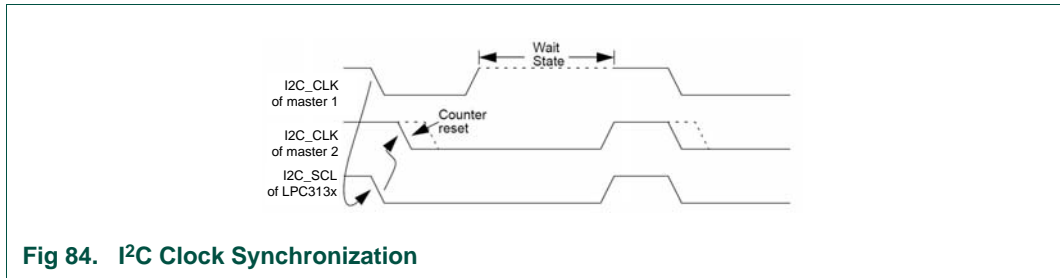 Wait
State
I2C_CLK
of master 1
Counter
reset
I2C_CLK
of master 2
I2C_SCL
of LPC313x
Fig 84. I²C Clock Synchronization